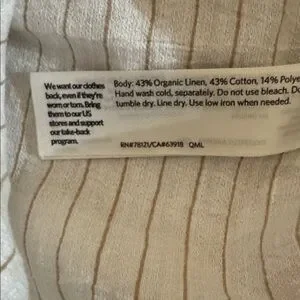 We want our clothes
back, even if they're
worn or torn. Bring
them to our US
stores and support
our take-back
program.
Body: 43% Organic Linen, 43% Cotton, 14% Polye
Hand wash cold, separately. Do not use bleach. Do
tumble dry. Line dry. Use low iron when needed.
RN#78121/CA#63918 QML